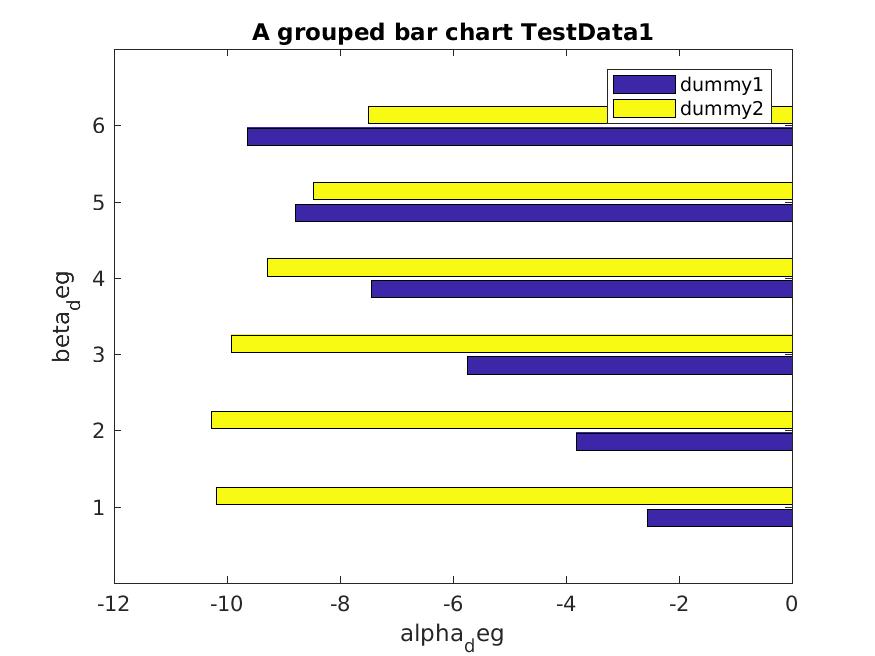 A grouped bar chart TestData1
dummy1
dummy2
6
5
4
3
2
1
beta_deg
-12 -10 -8 -6 -4 -2 0
alpha_deg